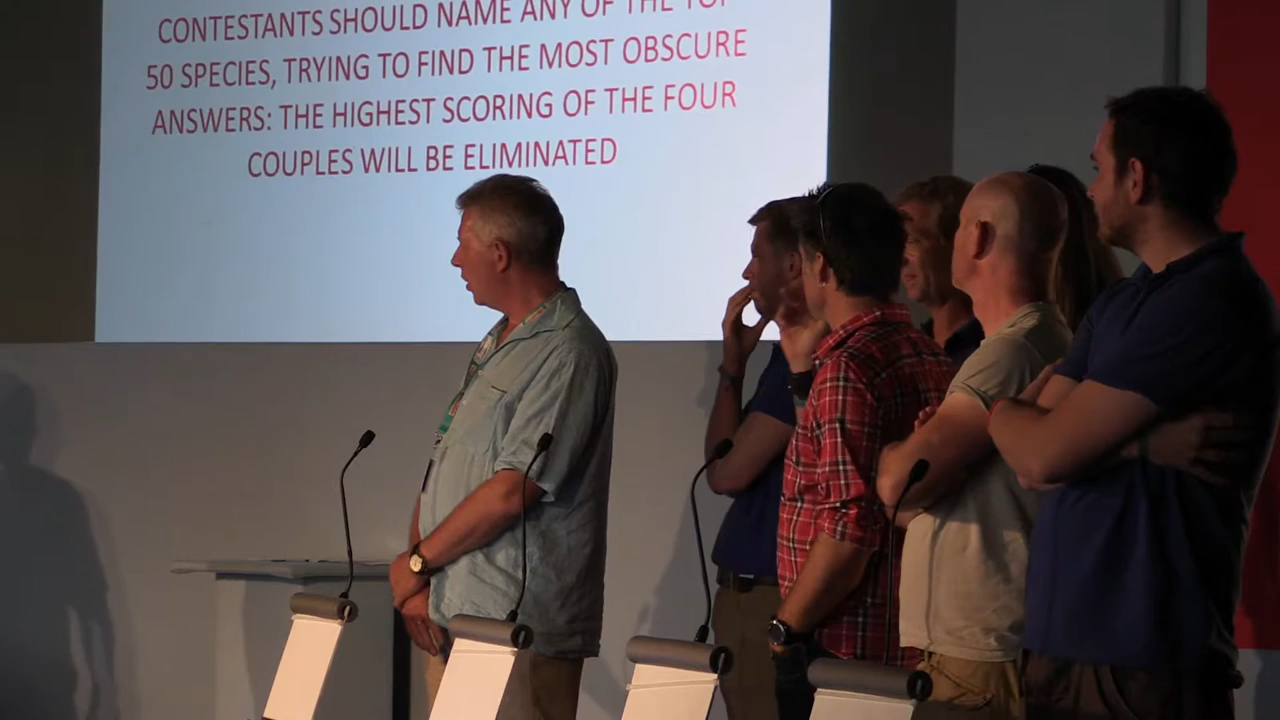 CONTESTANTS SHOULD NAME ANY OF THE TOP
50 SPECIES, TRYING TO FIND THE MOST OBSCURE
ANSWERS: THE HIGHEST SCORING OF THE FOUR
COUPLES WILL BE ELIMINATED